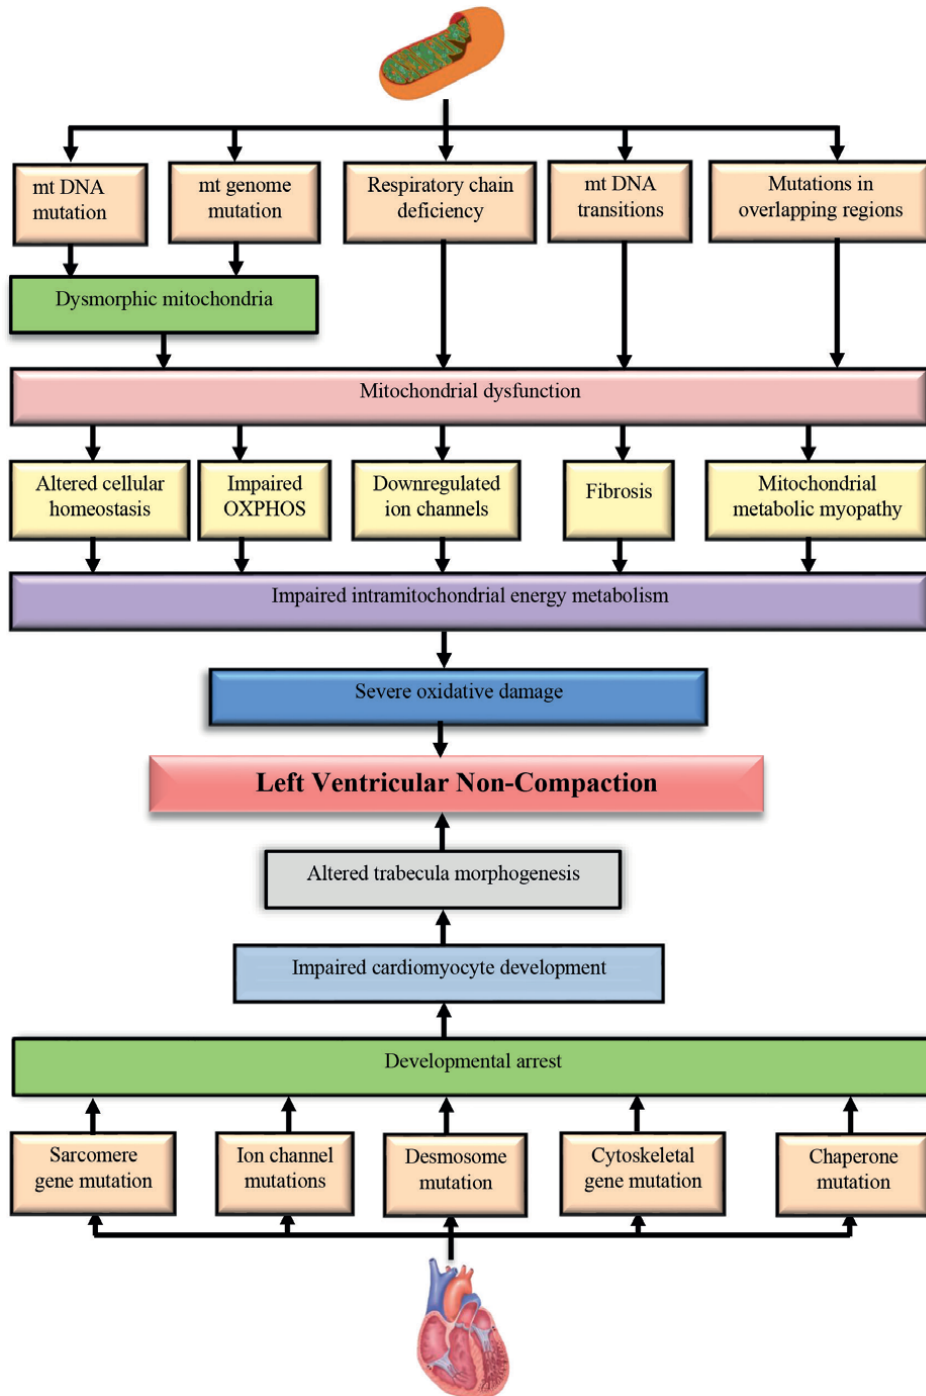 mt DNA
mutation
mt genome
mutation
Respiratory chain
deficiency
mt DNA
transitions
Mutations in
overlapping regions
Dysmorphic mitochondria
Mitochondrial dysfunction
Altered cellular
homeostasis
Impaired
OXPHOS
Downregulated
ion channels
Fibrosis
Mitochondrial
metabolic myopathy
Impaired intramitochondrial energy metabolism
Severe oxidative damage
Left Ventricular Non-Compaction
Altered trabecula morphogenesis
Impaired cardiomyocyte development
Developmental arrest
Sarcomere
gene mutation
Ion channel
mutations
Desmosome
mutation
Cytoskeletal
gene mutation
Chaperone
mutation